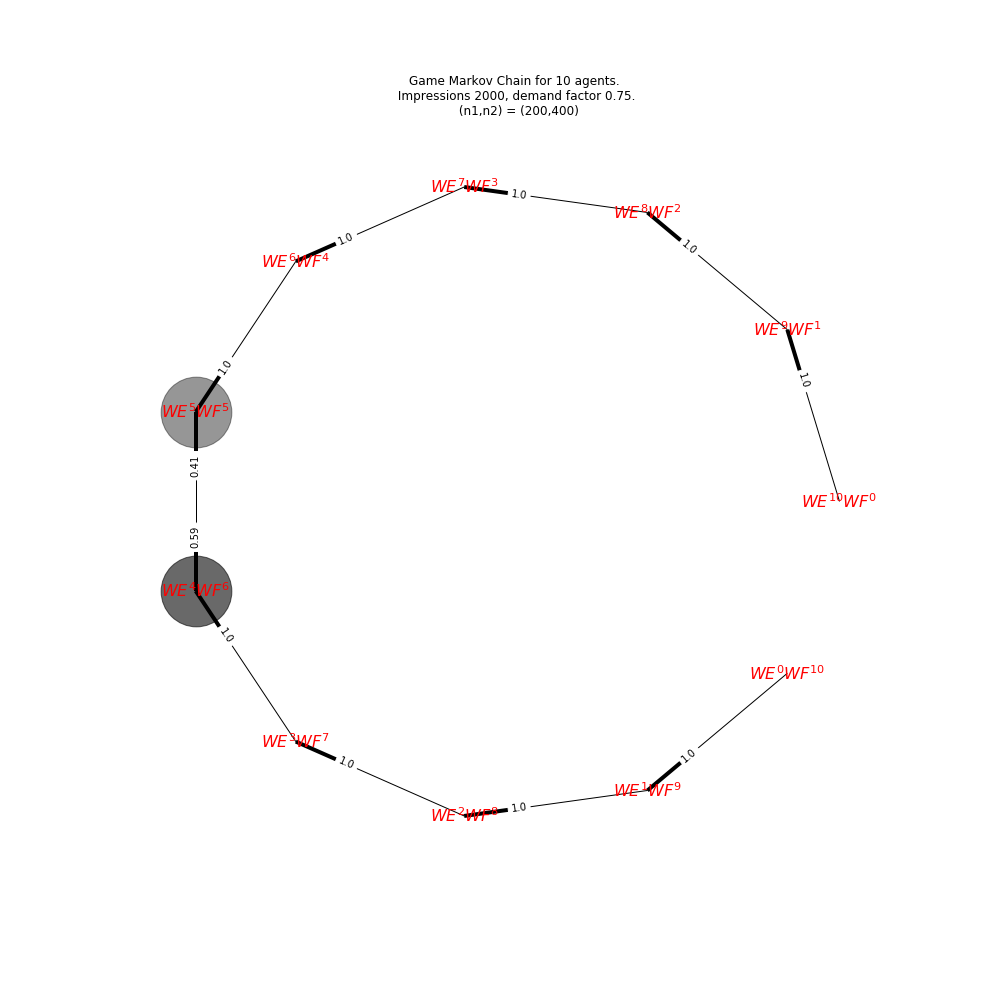 Game Markov Chain for 10 agents.
Impressions 2000, demand factor 0.75.
(n1,n2) = (200,400)
WE^7WF^3
1.0
WE^8WF^2
1.0
1.0
WE^6WF^4
WE^9WF^1
1.0
1.0
WE^5WF^5
0.41
WE^10WF^0
0.59
WE^4WF^6
1.0
WE^0WF^10
WE^3WF^7
1.0
1.0
WE^1WF^9
1.0
WE^2WF^8